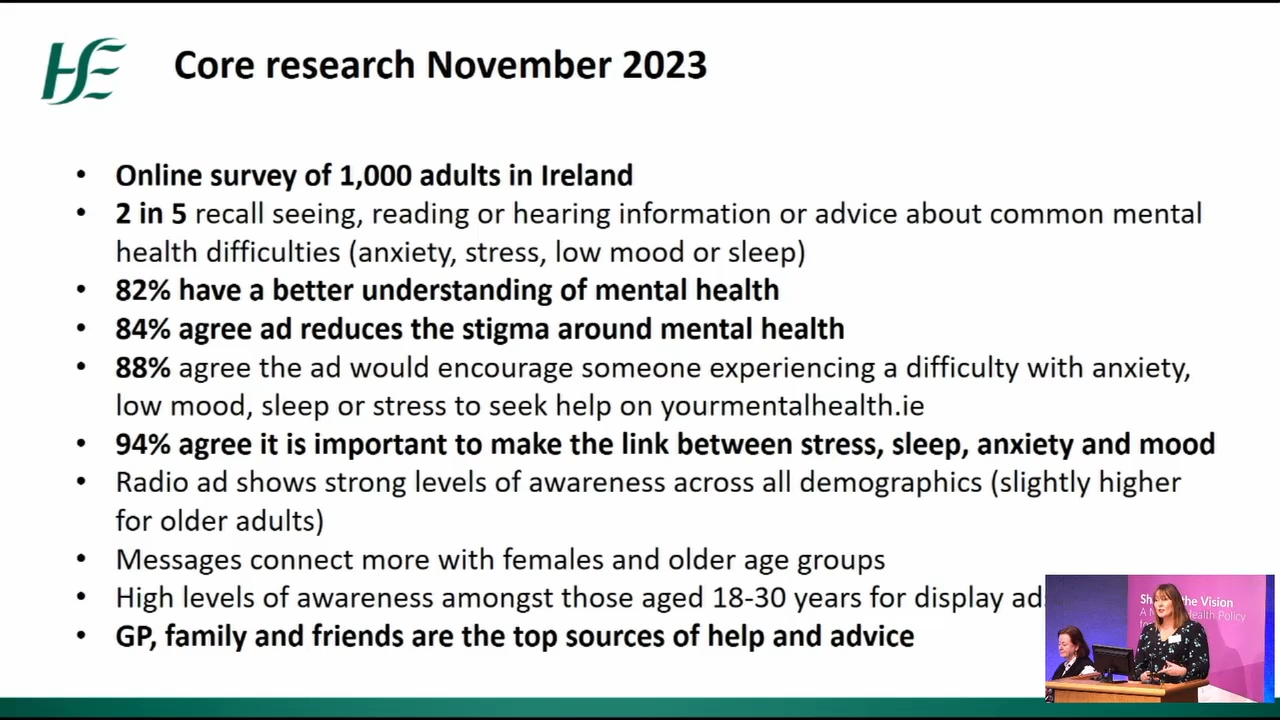 HSE
Core research November 2023
• Online survey of 1,000 adults in Ireland
• 2 in 5 recall seeing, reading or hearing information or advice about common mental
health difficulties (anxiety, stress, low mood or sleep)
• 82% have a better understanding of mental health
• 84% agree ad reduces the stigma around mental health
• 88% agree the ad would encourage someone experiencing a difficulty with anxiety,
low mood, sleep or stress to seek help on yourmentalhealth.ie
• 94% agree it is important to make the link between stress, sleep, anxiety and mood
• Radio ad shows strong levels of awareness across all demographics (slightly higher
for older adults)
• Messages connect more with females and older age groups
• High levels of awareness amongst those aged 18-30 years for display ads
• GP, family and friends are the top sources of help and advice
the Vision
Health Policy